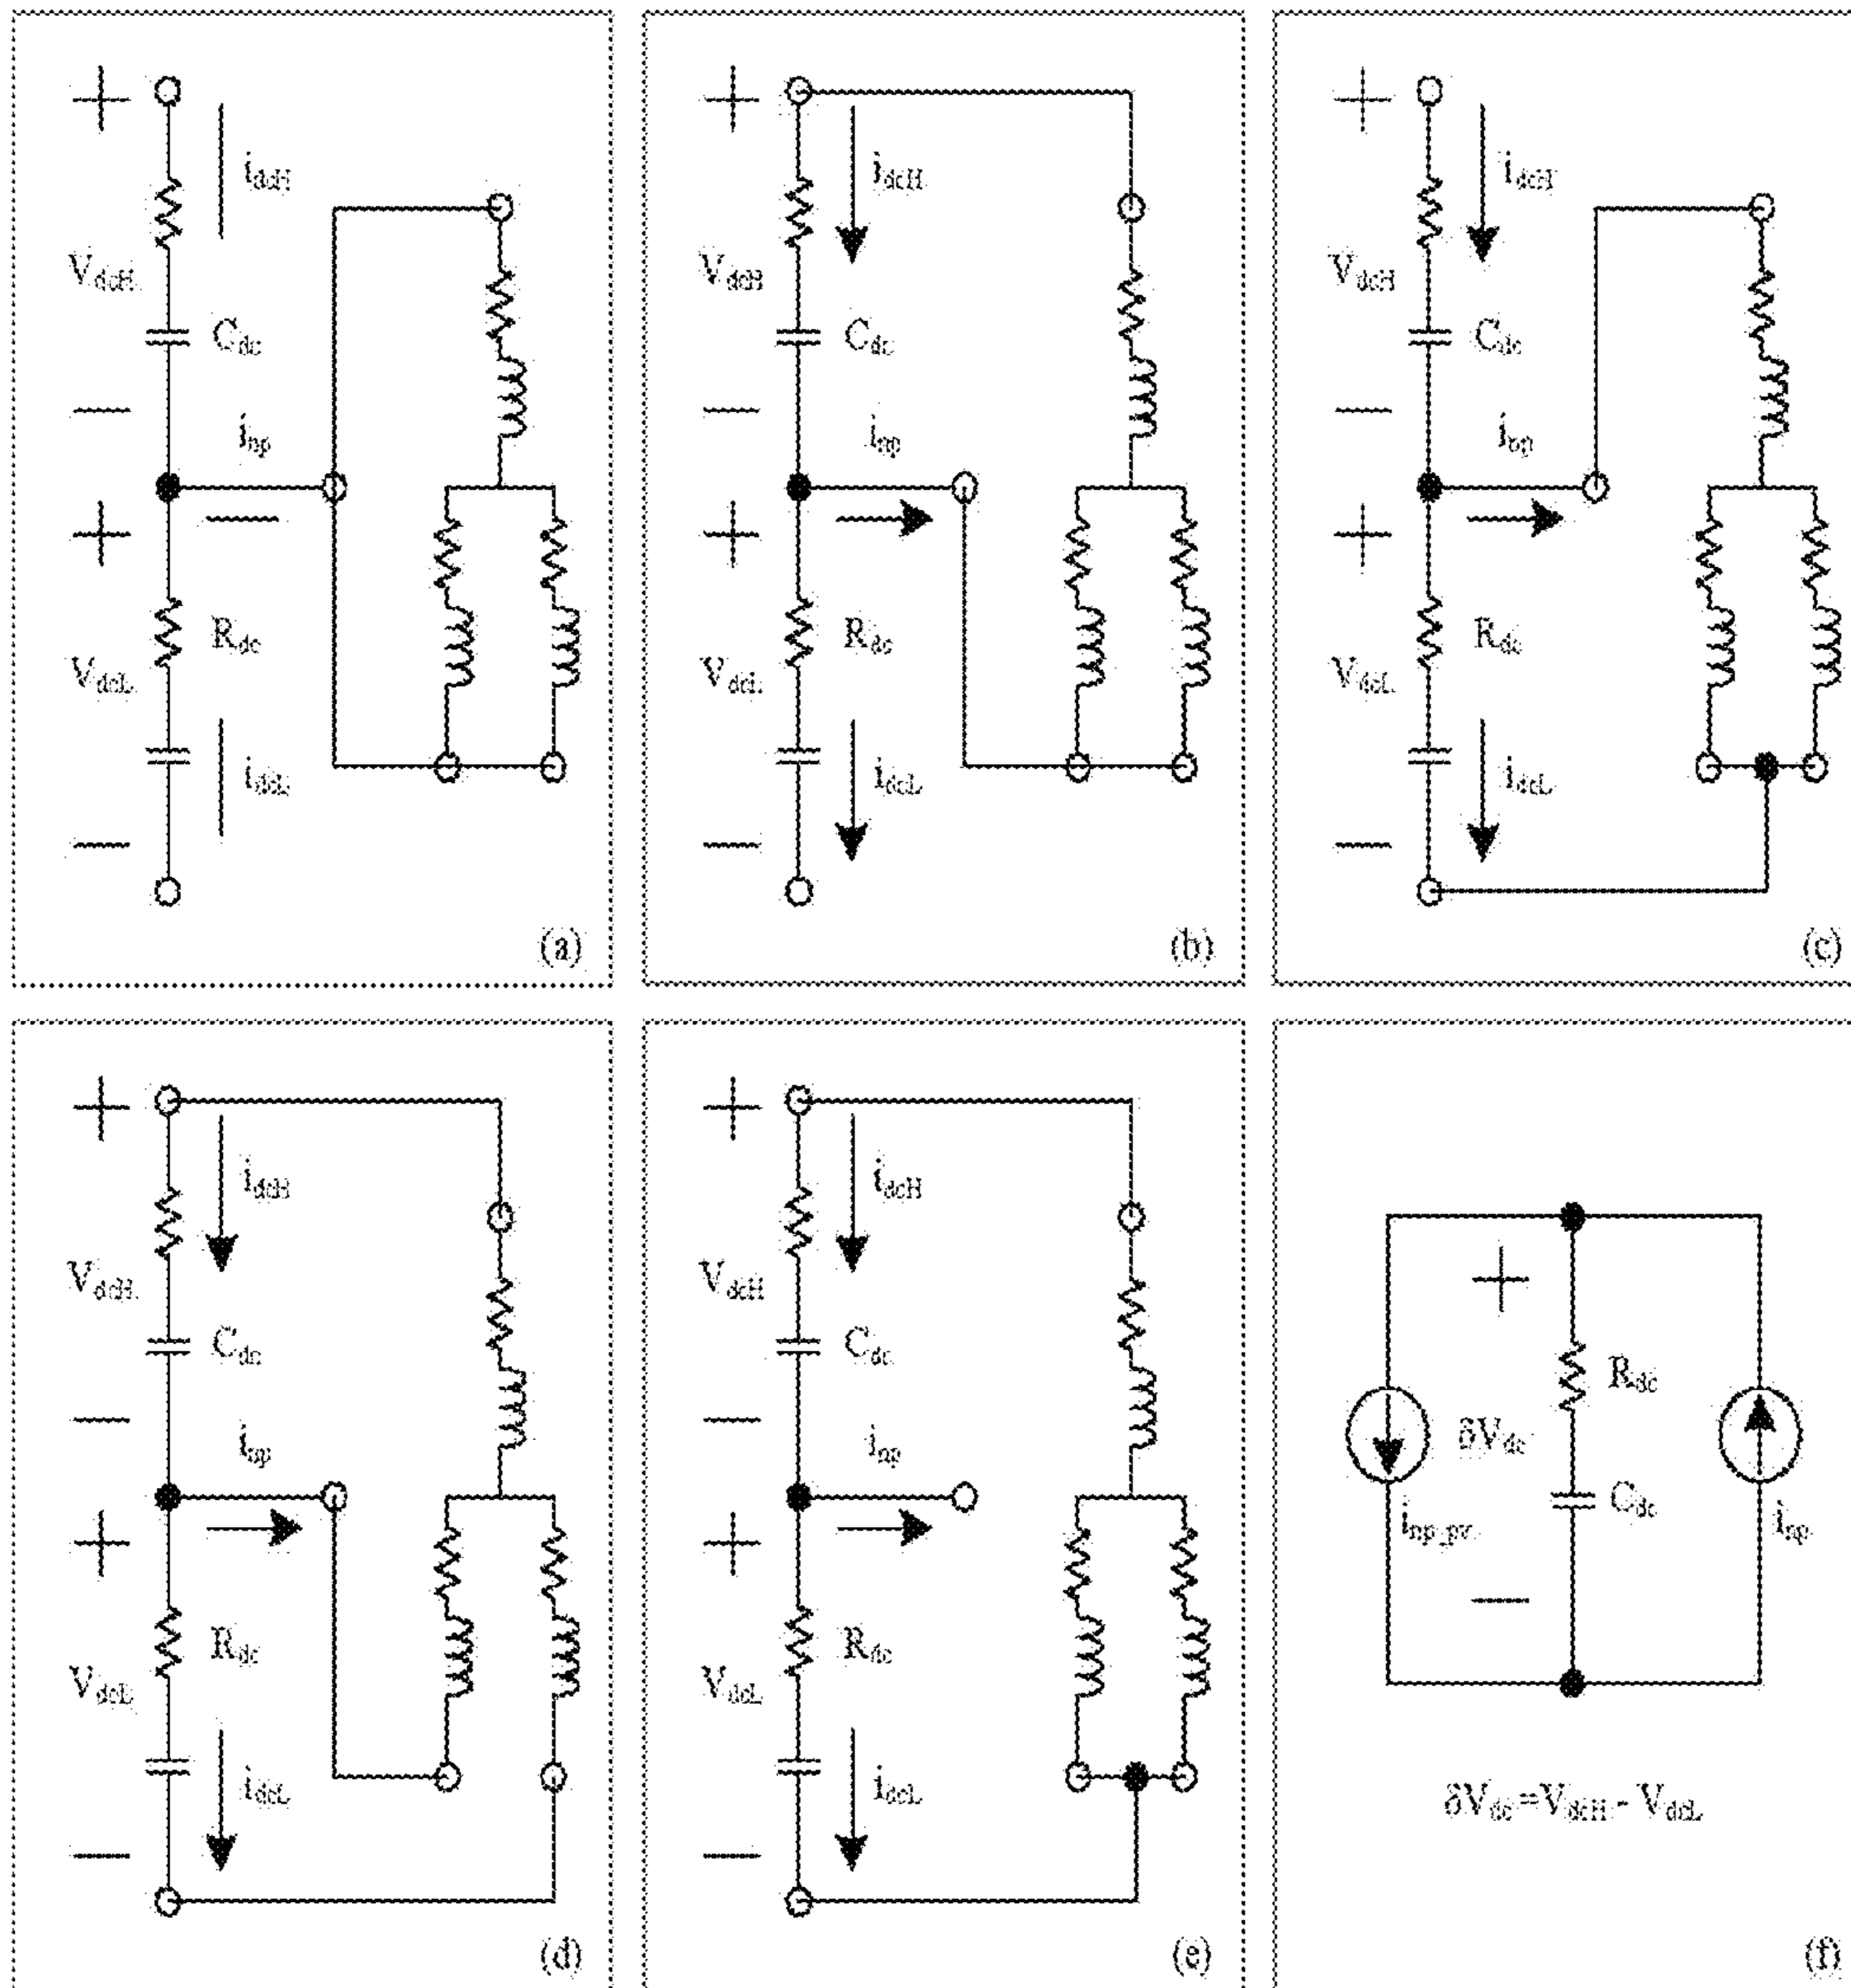 + i_dcH
V_dcH
C_dc
− i_np
+
R_dc
V_dcL
i_dcL
−
(a)
+ i_dcH
V_dcH
C_dc
− i_np
+
R_dc
V_dcL
i_dcL
−
(b)
+ i_dcH
V_dcH
C_dc
− i_np
+
R_dc
V_dcL
i_dcL
−
(c)
+ i_dcH
V_dcH
C_dc
− i_np
+
R_dc
V_dcL
i_dcL
−
(d)
+ i_dcH
V_dcH
C_dc
− i_np
+
R_dc
V_dcL
i_dcL
−
(e)
+
R_dc
δV_dc
C_dc
i_np_pv i_np
−
δV_dc=V_dcH - V_dcL
(f)